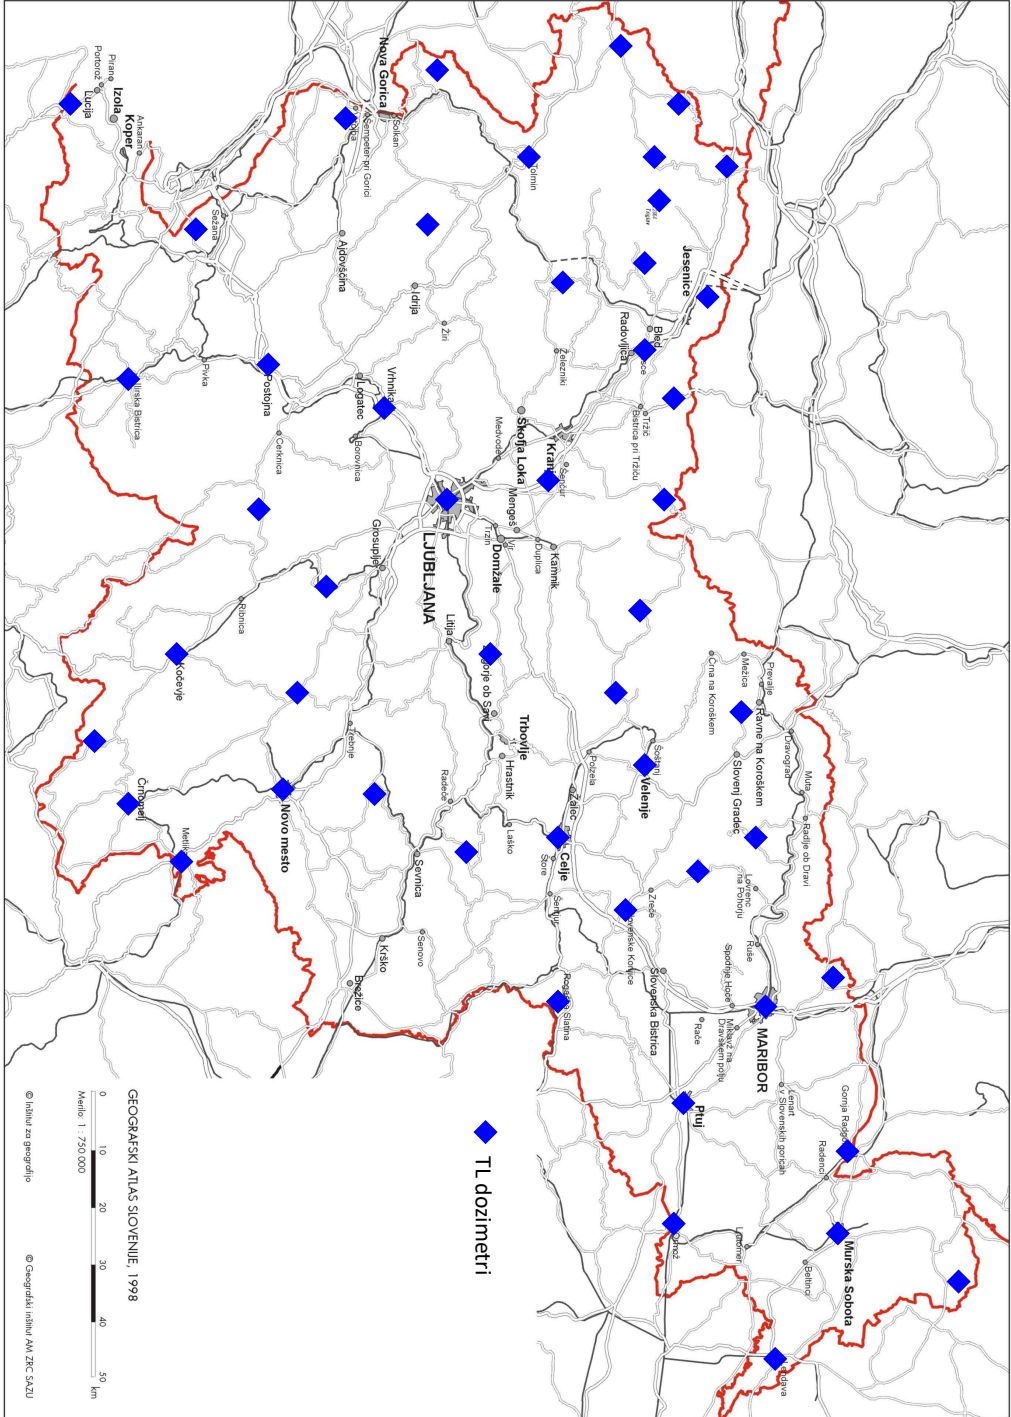 Jesenice
Bled
Radovljica
Tržič
Bistrica pri Tržiču
Tolmin
Železniki
Škofja Loka
Medvode
Kranj
Šenčur
Mengeš
Trzin
Domžale
Vir
Duplica
Kamnik
Nova Gorica
Solkan
Šempeter pri Gorici
Ajdovščina
Idrija
Žiri
Logatec
Vrhnika
Borovnica
LJUBLJANA
Grosuplje
Litija
Zagorje ob Savi
Trbovlje
Hrastnik
Radeče
Laško
Sevnica
Senovo
Krško
Brežice
Ankaran
Koper
Izola
Piran
Portorož
Lucija
Sežana
Pivka
Postojna
Ilirska Bistrica
Cerknica
Ribnica
Kočevje
Trebnje
Novo mesto
Črnomelj
Metlika
Črna na Koroškem
Mežica
Prevalje
Ravne na Koroškem
Dravograd
Slovenj Gradec
Muta
Radlje ob Dravi
Lovrenc
na Pohorju
Ruše
Šoštanj
Velenje
Polzela
Žalec
Celje
Štore
Šentjur
Zreče
Slovenske Konjice
Slovenska Bistrica
Rogaška Slatina
Spodnje Hoče
Miklavž na
Dravskem polju
Rače
MARIBOR
Lenart
v Slovenskih goricah
Ptuj
Gornja Radgona
Radenci
Ljutomer
Ormož
Beltinci
Murska Sobota
Lendava
TL dozimetri
GEOGRAFSKI ATLAS SLOVENIJE, 1998
0 10 20 30 40 50 km
Merilo: 1 : 750 000
© Inštitut za geografijo © Geografski inštitut AM ZRC SAZU